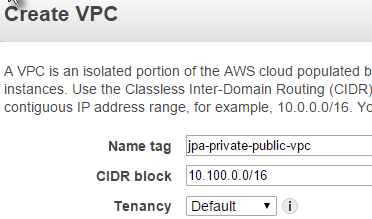 Create VPC
A VPC is an isolated portion of the AWS cloud populated b
instances. Use the Classless Inter-Domain Routing (CIDR)
contiguous IP address range, for example, 10.0.0.0/16. Yo
Name tag jpa-private-public-vpc
CIDR block 10.100.0.0/16
Tenancy Default